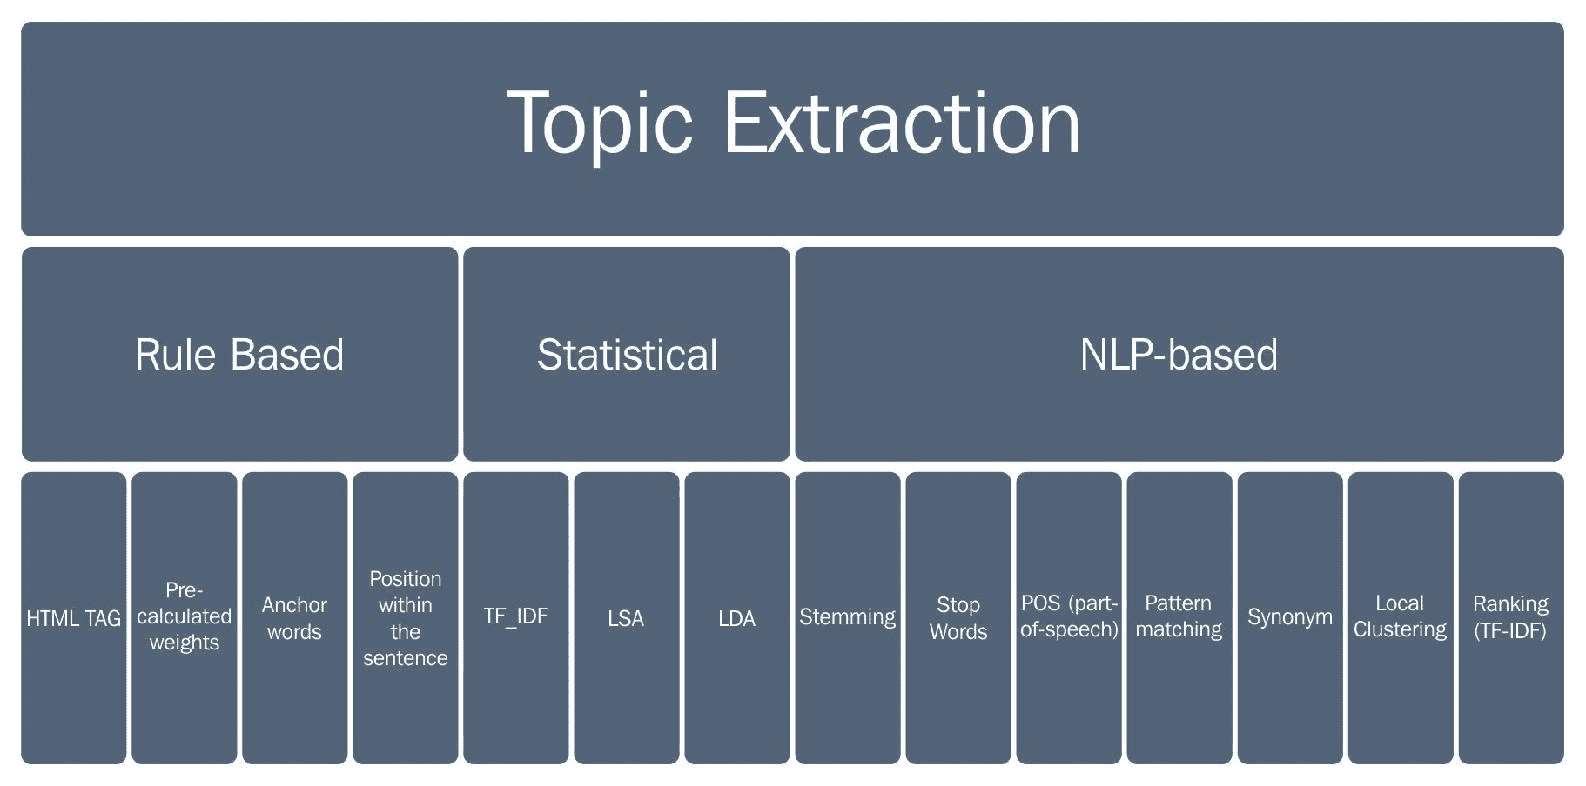 Topic Extraction
Rule Based
Statistical
NLP-based
HTML TAG
Pre-
calculated
weights
Anchor
words
Position
within
the
sentence
TF_IDF
LSA
LDA
Stemming
Stop
Words
POS (part-
of-speech)
Pattern
matching
Synonym
Local
Clustering
Ranking
(TF-IDF)